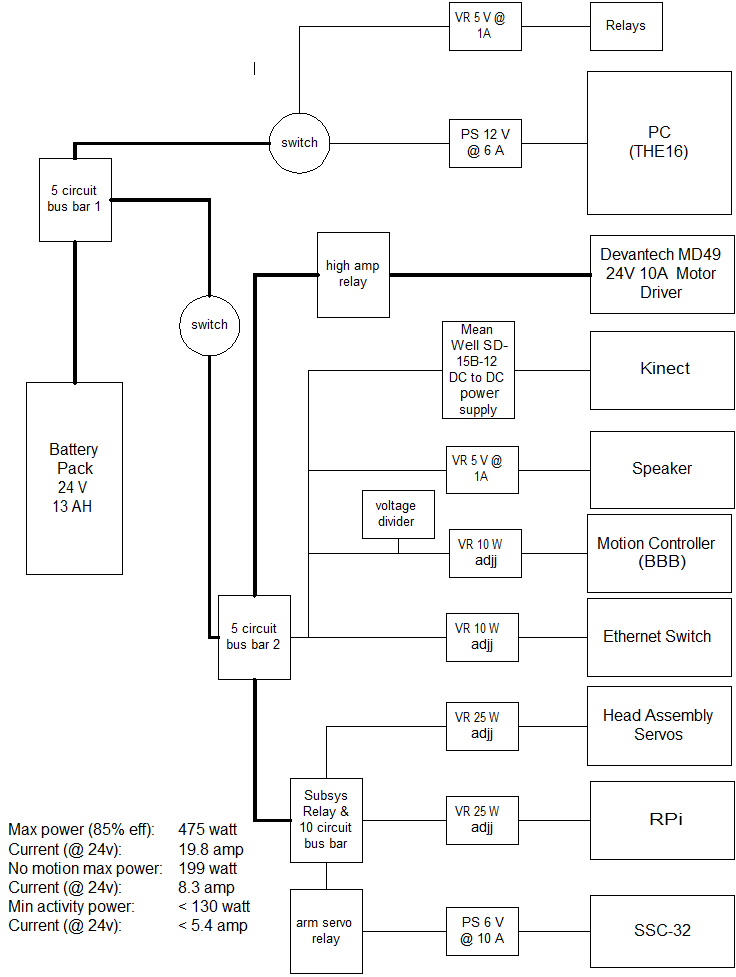 VR 5 V @
1A
Relays
switch
PS 12 V
@ 6 A
PC
(THE16)
5 circuit
bus bar 1
high amp
relay
Devantech MD49
24V 10A Motor
Driver
switch
Mean
Well SD-
15B-12
DC to DC
power
supply
Kinect
Battery
Pack
24 V
13 AH
VR 5 V @
1A
Speaker
voltage
divider
VR 10 W
adjj
Motion Controller
(BBB)
5 circuit
bus bar 2
VR 10 W
adjj
Ethernet Switch
VR 25 W
adjj
Head Assembly
Servos
Subsys
Relay &
10 circuit
bus bar
VR 25 W
adjj
RPi
arm servo
relay
PS 6 V
@ 10 A
SSC-32
Max power (85% eff): 475 watt
Current (@ 24v): 19.8 amp
No motion max power: 199 watt
Current (@ 24v): 8.3 amp
Min activity power: < 130 watt
Current (@ 24v): < 5.4 amp